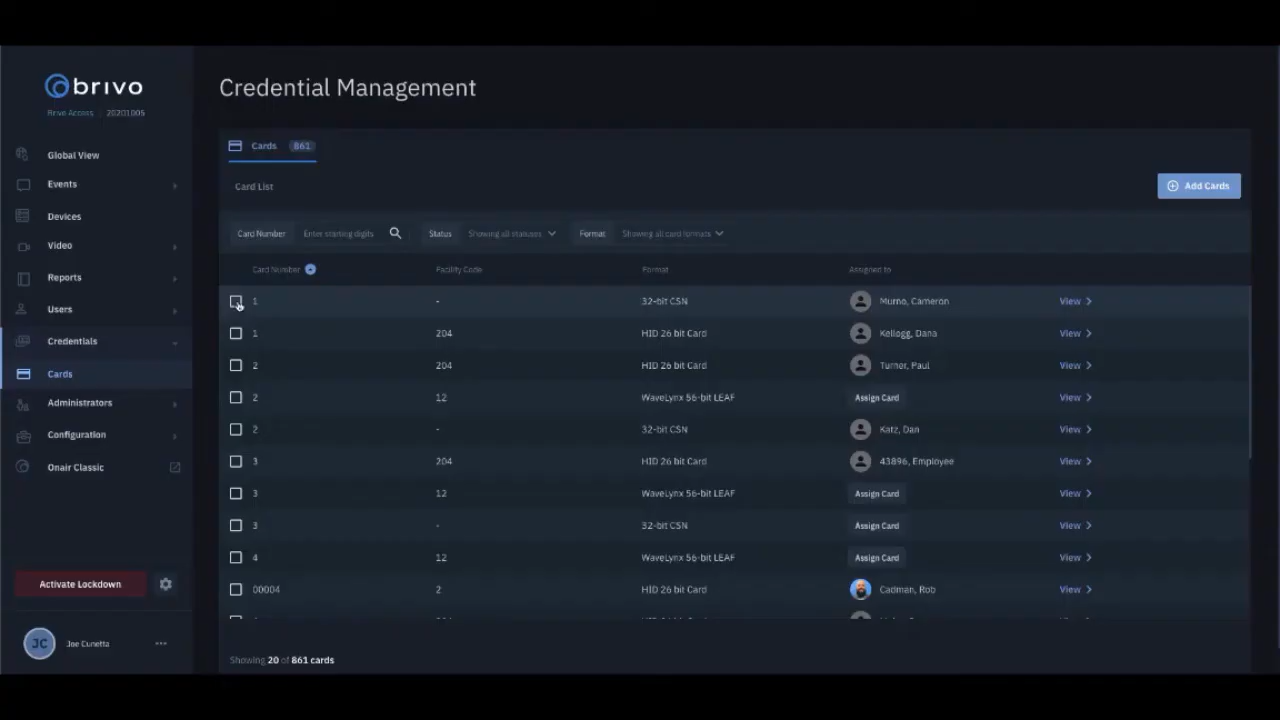 brivo
Brivo Access 20201005
Global View
Events
Devices
Video
Reports
Users
Credentials
Cards
Administrators
Configuration
Onair Classic
Activate Lockdown
JC Joe Cunetta
Credential Management
Cards 861
Card List
Add Cards
Card Number Enter starting digits Status Showing all statuses Format Showing all card formats
Card Number Facility Code Format Assigned to
1 - 32-bit CSN Murno, Cameron View
1 204 HID 26 bit Card Kellogg, Dana View
2 204 HID 26 bit Card Turner, Paul View
2 12 WaveLynx 56-bit LEAF Assign Card View
2 - 32-bit CSN Katz, Dan View
3 204 HID 26 bit Card 43896, Employee View
3 12 WaveLynx 56-bit LEAF Assign Card View
3 - 32-bit CSN Assign Card View
4 12 WaveLynx 56-bit LEAF Assign Card View
00004 2 HID 26 bit Card Cadman, Rob View
Showing 20 of 861 cards